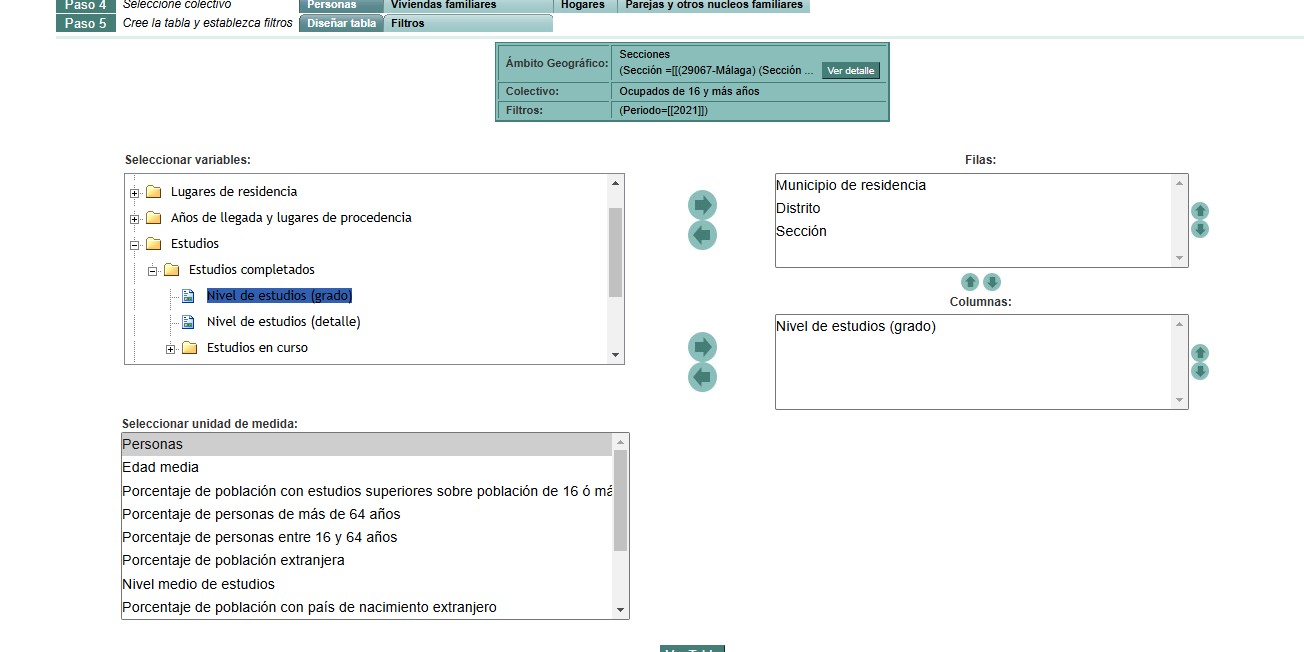 Paso 4 Seleccione colectivo Personas Viviendas familiares Hogares Parejas y otros nucleos familiares
Paso 5 Cree la tabla y establezca filtros Diseñar tabla Filtros
Ámbito Geográfico: Secciones
(Sección =[[(29067-Málaga) (Sección ... Ver detalle
Colectivo: Ocupados de 16 y más años
Filtros: (Periodo=[[2021]])
Seleccionar variables:
Lugares de residencia
Años de llegada y lugares de procedencia
Estudios
Estudios completados
Nivel de estudios (grado)
Nivel de estudios (detalle)
Estudios en curso
Filas:
Municipio de residencia
Distrito
Sección
Columnas:
Nivel de estudios (grado)
Seleccionar unidad de medida:
Personas
Edad media
Porcentaje de población con estudios superiores sobre población de 16 ó má
Porcentaje de personas de más de 64 años
Porcentaje de personas entre 16 y 64 años
Porcentaje de población extranjera
Nivel medio de estudios
Porcentaje de población con país de nacimiento extranjero